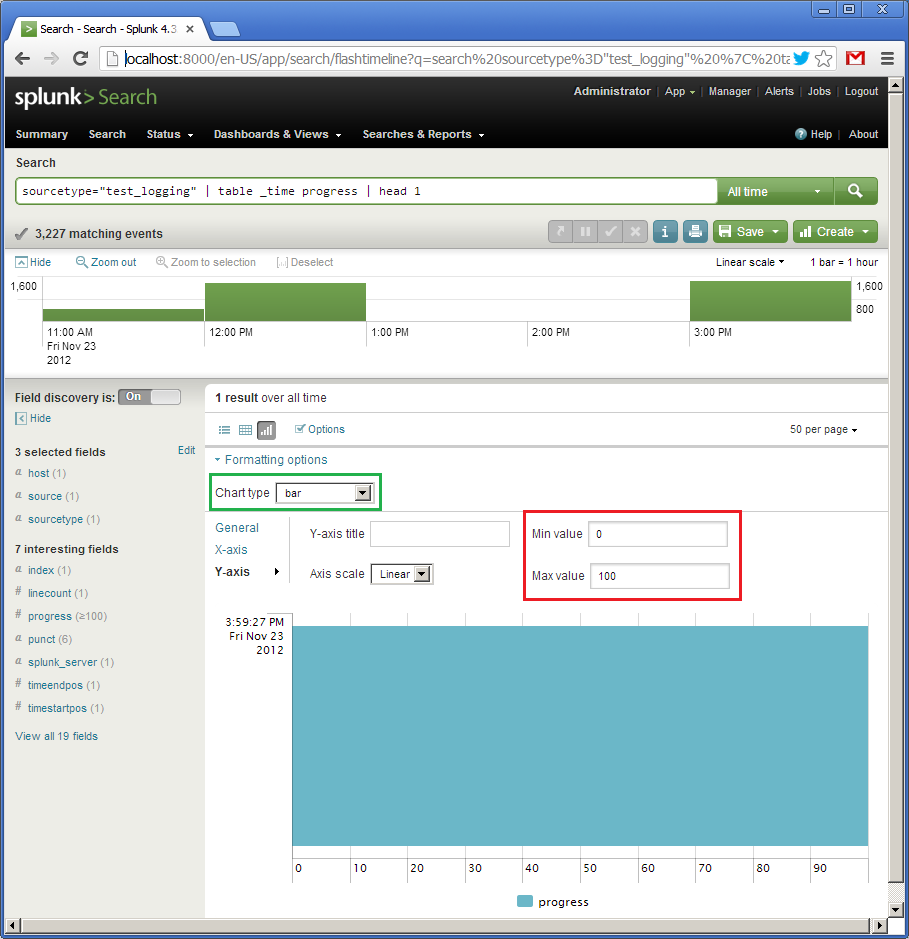 Search - Search - Splunk 4.3
localhost:8000/en-US/app/search/flashtimeline?q=search%20sourcetype%3D"test_logging"%20%7C%20ta
splunk> Search
Administrator | App | Manager | Alerts | Jobs | Logout
Summary Search Status Dashboards & Views Searches & Reports
? Help | About
Search
sourcetype="test_logging" | table _time progress | head 1
All time
3,227 matching events
i Save Create
Hide Zoom out Zoom to selection [..] Deselect
Linear scale 1 bar = 1 hour
1,600 1,600
800
11:00 AM 12:00 PM 1:00 PM 2:00 PM 3:00 PM
Fri Nov 23
2012
Field discovery is: On
Hide
3 selected fields Edit
a host (1)
a source (1)
a sourcetype (1)
7 interesting fields
a index (1)
# linecount (1)
# progress (≥100)
a punct (6)
a splunk_server (1)
# timeendpos (1)
# timestartpos (1)
View all 19 fields
1 result over all time
Options
50 per page
Formatting options
Chart type bar
General
X-axis
Y-axis
Y-axis title
Axis scale Linear
Min value 0
Max value 100
3:59:27 PM
Fri Nov 23
2012
0 10 20 30 40 50 60 70 80 90
progress